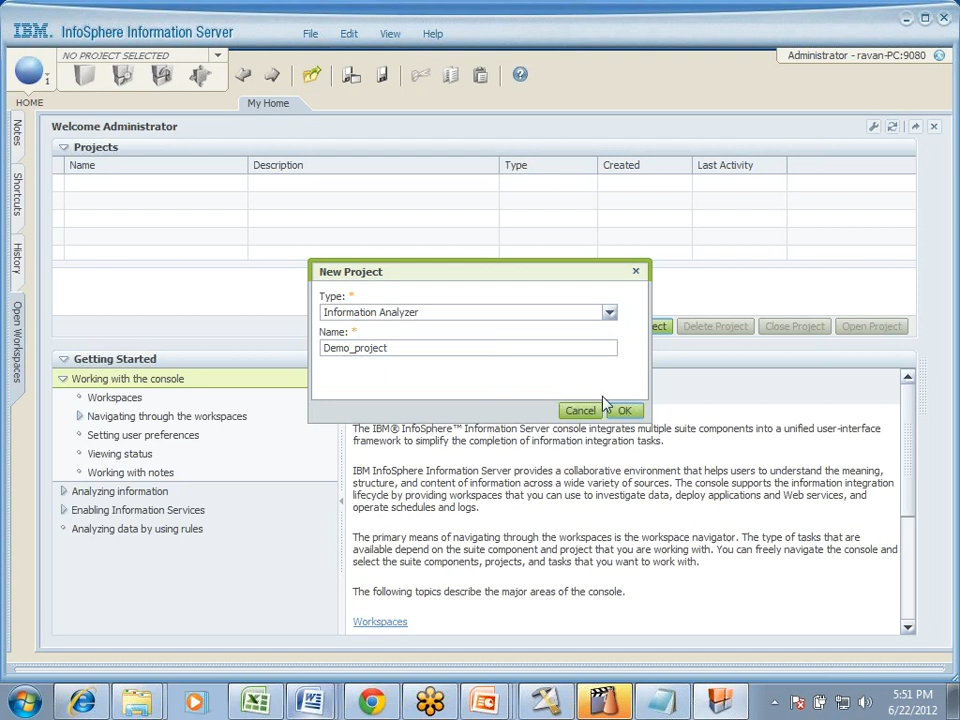 IBM. InfoSphere Information Server
File Edit View Help
NO PROJECT SELECTED
Administrator - ravan-PC:9080
HOME
My Home
Notes
Shortcuts
History
Open Workspaces
Welcome Administrator
Projects
Name Description Type Created Last Activity
New Project
Type: *
Information Analyzer
Name: *
Demo_project
Cancel OK
ect Delete Project Close Project Open Project
Getting Started
Working with the console
Workspaces
Navigating through the workspaces
Setting user preferences
Viewing status
Working with notes
Analyzing information
Enabling Information Services
Analyzing data by using rules
The IBM® InfoSphere™ Information Server console integrates multiple suite components into a unified user-interface
framework to simplify the completion of information integration tasks.
IBM InfoSphere Information Server provides a collaborative environment that helps users to understand the meaning,
structure, and content of information across a wide variety of sources. The console supports the information integration
lifecycle by providing workspaces that you can use to investigate data, deploy applications and Web services, and
operate schedules and logs.
The primary means of navigating through the workspaces is the workspace navigator. The type of tasks that are
available depend on the suite component and project that you are working with. You can freely navigate the console and
select the suite components, projects, and tasks that you want to work with.
The following topics describe the major areas of the console.
Workspaces
5:51 PM
6/22/2012